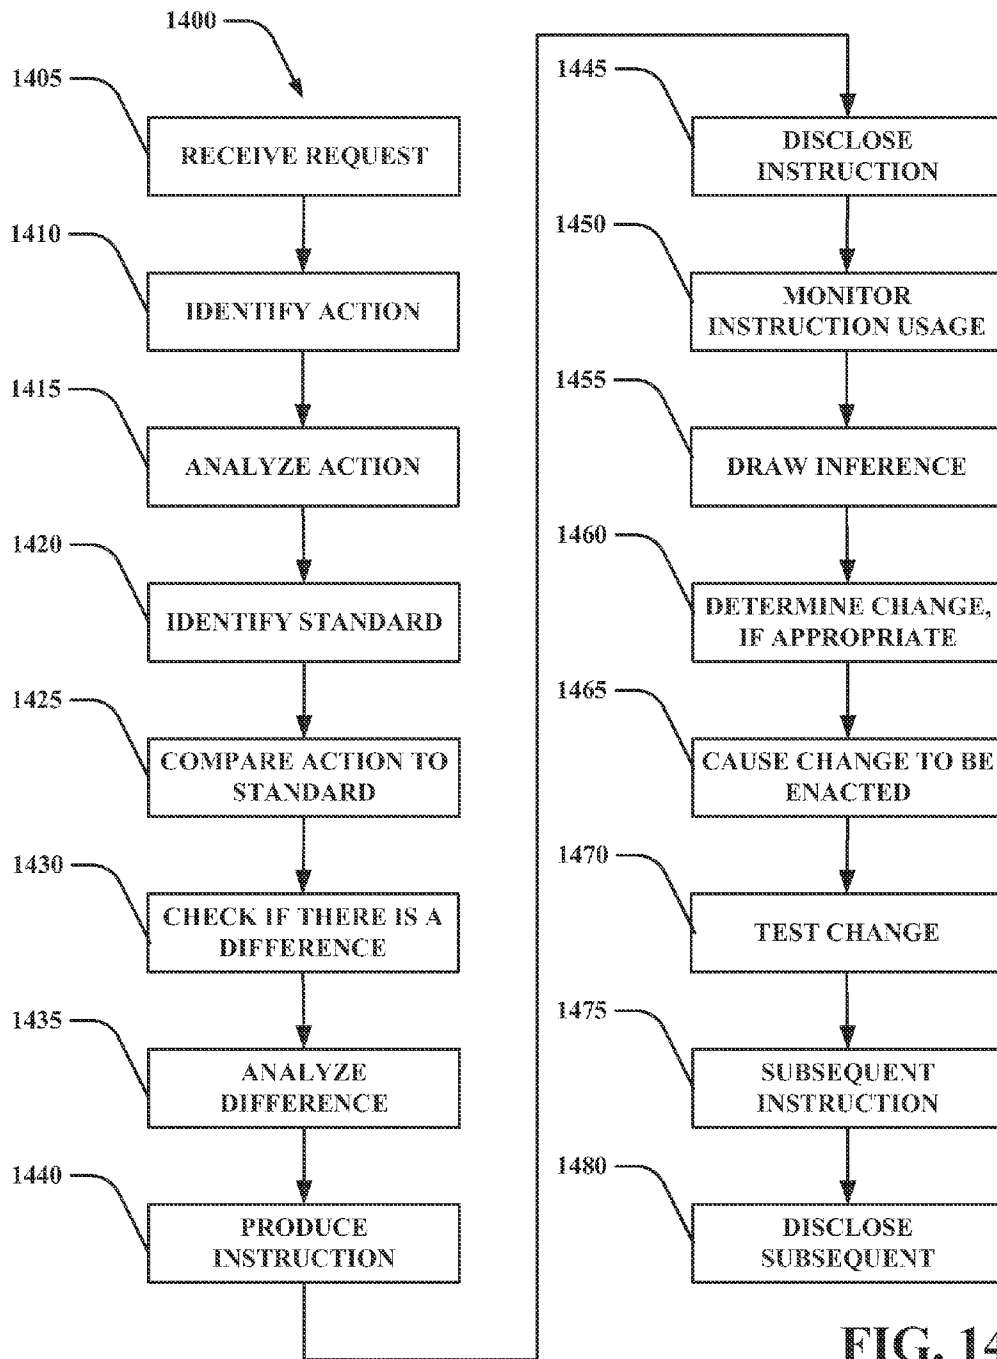 1400
1405
RECEIVE REQUEST
1410
IDENTIFY ACTION
1415
ANALYZE ACTION
1420
IDENTIFY STANDARD
1425
COMPARE ACTION TO
STANDARD
1430
CHECK IF THERE IS A
DIFFERENCE
1435
ANALYZE
DIFFERENCE
1440
PRODUCE
INSTRUCTION
1445
DISCLOSE
INSTRUCTION
1450
MONITOR
INSTRUCTION USAGE
1455
DRAW INFERENCE
1460
DETERMINE CHANGE,
IF APPROPRIATE
1465
CAUSE CHANGE TO BE
ENACTED
1470
TEST CHANGE
1475
SUBSEQUENT
INSTRUCTION
1480
DISCLOSE
SUBSEQUENT
FIG. 14